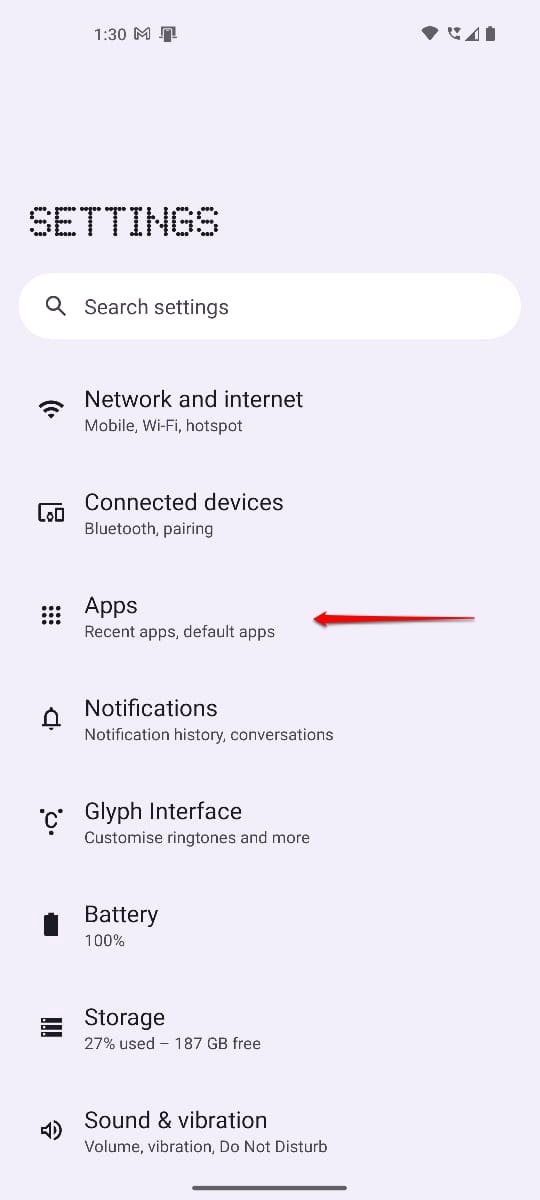 1:30
SETTINGS
Search settings
Network and internet
Mobile, Wi-Fi, hotspot
Connected devices
Bluetooth, pairing
Apps
Recent apps, default apps
Notifications
Notification history, conversations
Glyph Interface
Customise ringtones and more
Battery
100%
Storage
27% used – 187 GB free
Sound & vibration
Volume, vibration, Do Not Disturb